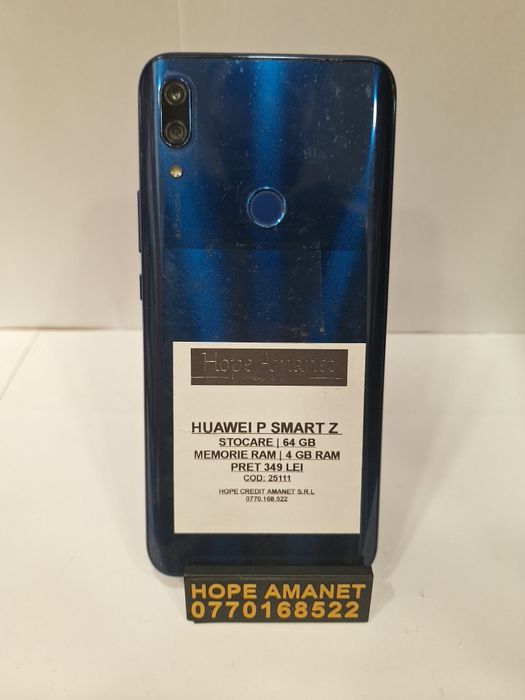 Hope Amanet
HUAWEI P SMART Z
STOCARE | 64 GB
MEMORIE RAM | 4 GB RAM
PRET 349 LEI
COD: 25111
HOPE CREDIT AMANET S.R.L
0770.168.522
HOPE AMANET
0770168522